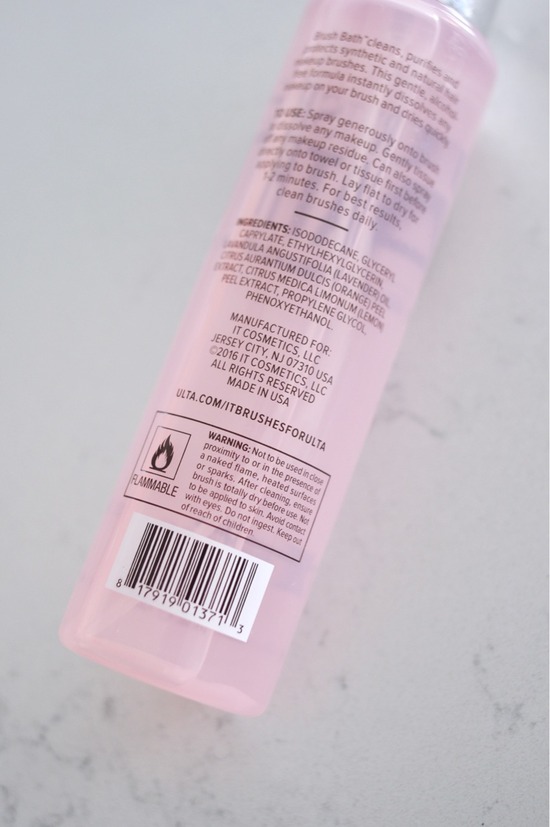 Brush Bath™ cleans, purifies and
protects synthetic and natural hair
makeup brushes. This gentle, alcohol-
free formula instantly dissolves any
makeup on your brush and dries quickly.
TO USE: Spray generously onto brush
to dissolve any makeup. Gently tissue
off any makeup residue. Can also spray
directly onto towel or tissue first before
applying to brush. Lay flat to dry for
1-2 minutes. For best results,
clean brushes daily.
INGREDIENTS: ISODODECANE, GLYCERYL
CAPRYLATE, ETHYLHEXYLGLYCERIN,
LAVANDULA ANGUSTIFOLIA (LAVENDER) OIL,
CITRUS AURANTIUM DULCIS (ORANGE) PEEL
EXTRACT, CITRUS MEDICA LIMONUM (LEMON)
PEEL EXTRACT, PROPYLENE GLYCOL,
PHENOXYETHANOL.
MANUFACTURED FOR:
IT COSMETICS, LLC
JERSEY CITY, NJ 07310 USA
©2016 IT COSMETICS, LLC
ALL RIGHTS RESERVED
MADE IN USA
ULTA.COM/ITBRUSHESFORULTA
FLAMMABLE
WARNING: Not to be used in close
proximity to or in the presence of
a naked flame, heated surfaces
or sparks. After cleaning, ensure
brush is totally dry before use. Not
to be applied to skin. Avoid contact
with eyes. Do not ingest. Keep out
of reach of children.
8 17919 01371 3